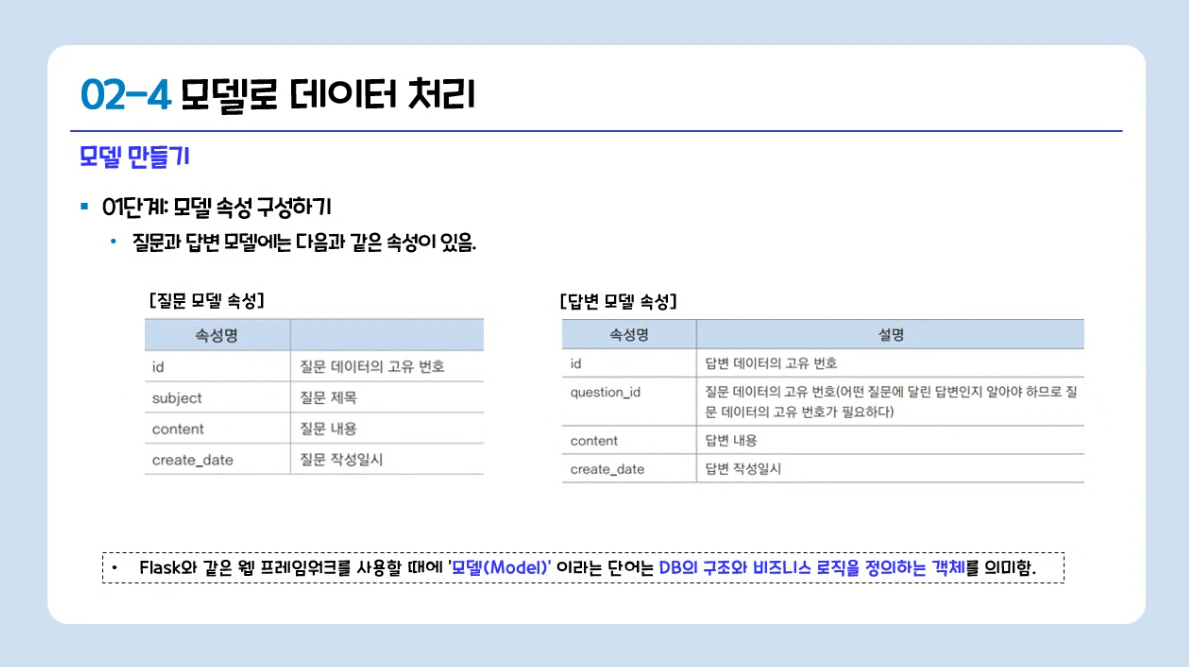 02-4 모델로 데이터 처리
모델 만들기
01단계: 모델 속성 구성하기
질문과 답변 모델에는 다음과 같은 속성이 있음.
[질문 모델 속성]
속성명
id 질문 데이터의 고유 번호
subject 질문 제목
content 질문 내용
create_date 질문 작성일시
[답변 모델 속성]
속성명 설명
id 답변 데이터의 고유 번호
question_id 질문 데이터의 고유 번호(어떤 질문에 달린 답변인지 알아야 하므로 질
문 데이터의 고유 번호가 필요하다)
content 답변 내용
create_date 답변 작성일시
• Flask와 같은 웹 프레임워크를 사용할 때에 '모델(Model)' 이라는 단어는 DB의 구조와 비즈니스 로직을 정의하는 객체를 의미함.